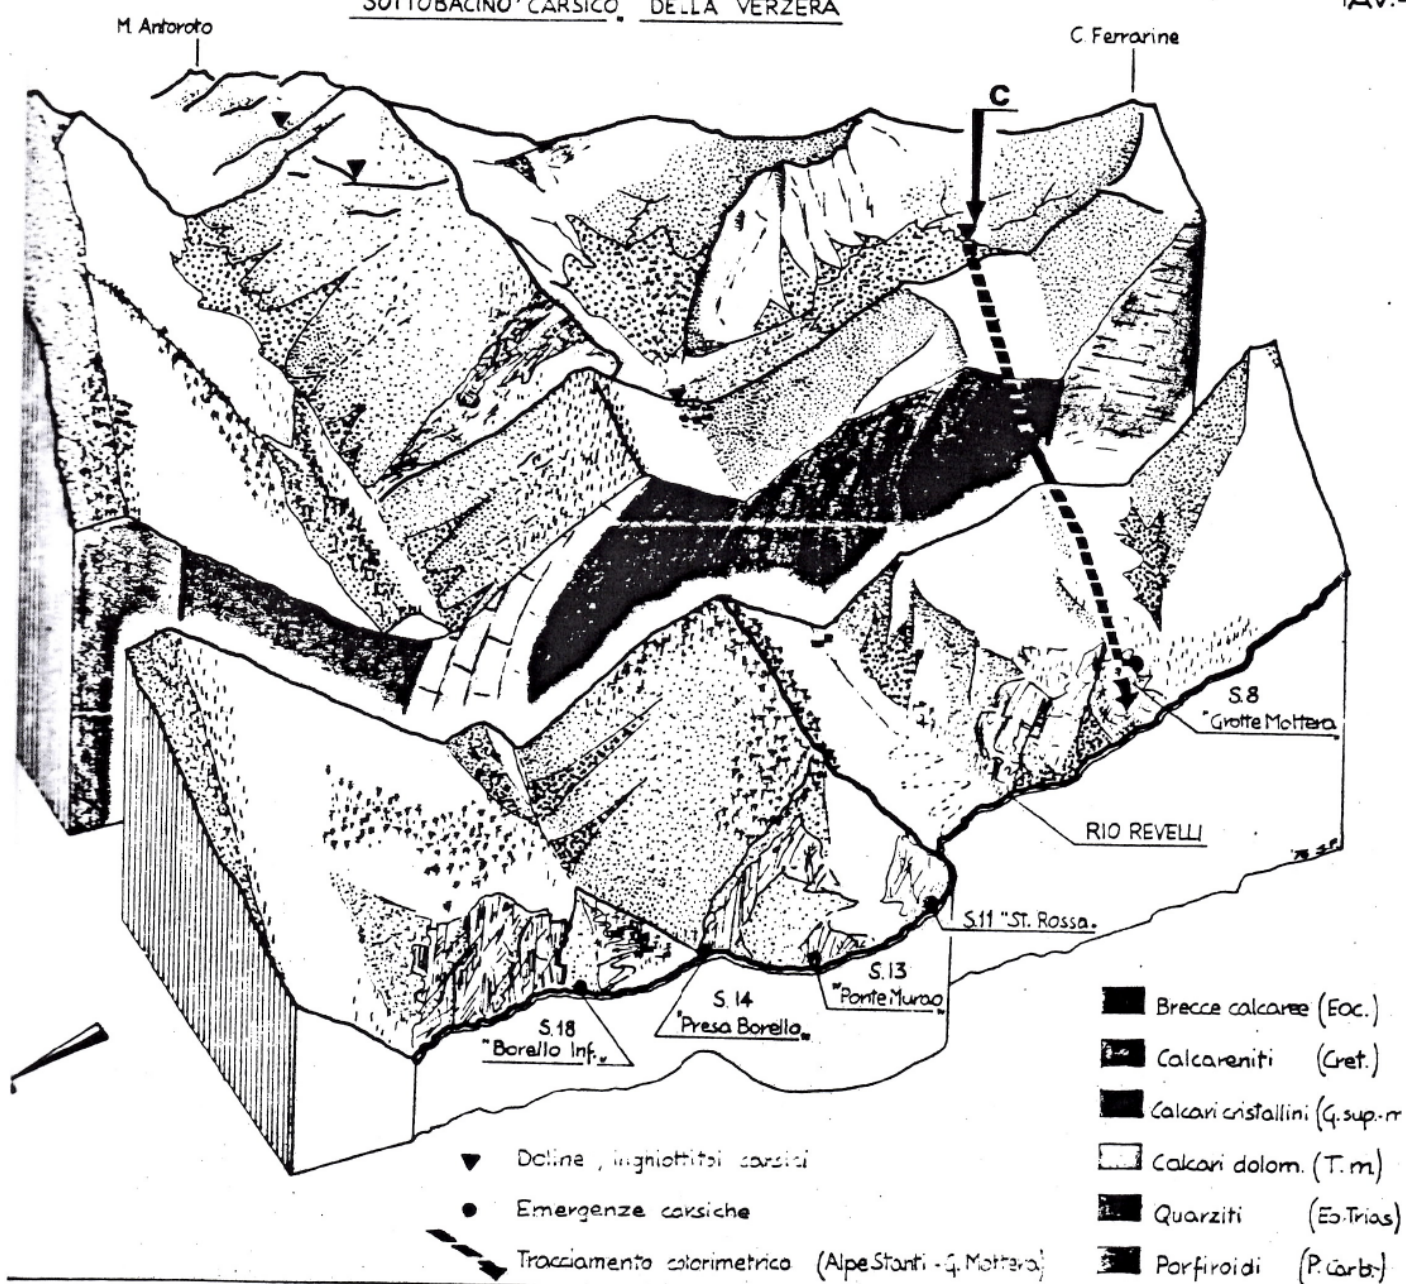 SOTTOBACINO CARSICO DELLA VERZERA
TAV.
M. Antoroto
C. Ferrarine
C
S.8
"Grotte Mottera
RIO REVELLI
S.11 "St. Rossa"
S.13
"Ponte Murao
S. 14
"Presa Borello"
S.18
"Borello Inf."
Doline, inghiottitoi carsici
Emergenze carsiche
Tracciamento colorimetrico (Alpe Stanti - G. Mottera)
Brecce calcaree (Eoc.)
Calcareniti (Cret.)
Calcari cristallini (G. sup.-m
Calcari dolom. (T. m)
Quarziti (Eo.Trias)
Porfiroidi (P. Carb.)